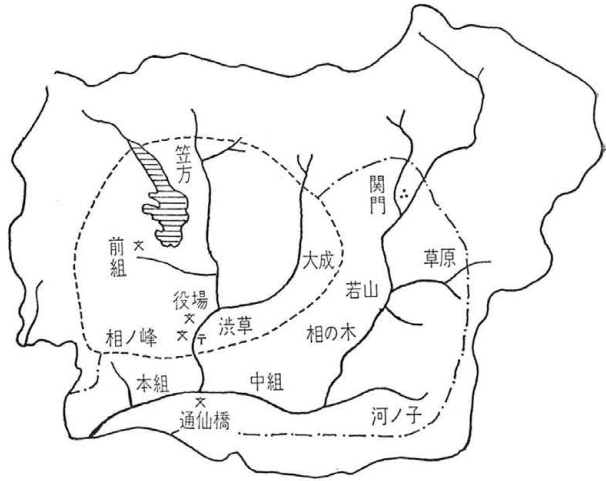 笠方
関門
前組
大成
草原
若山
役場
渋草
相ノ峰
相の木
本組
中組
通仙橋
河ノ子